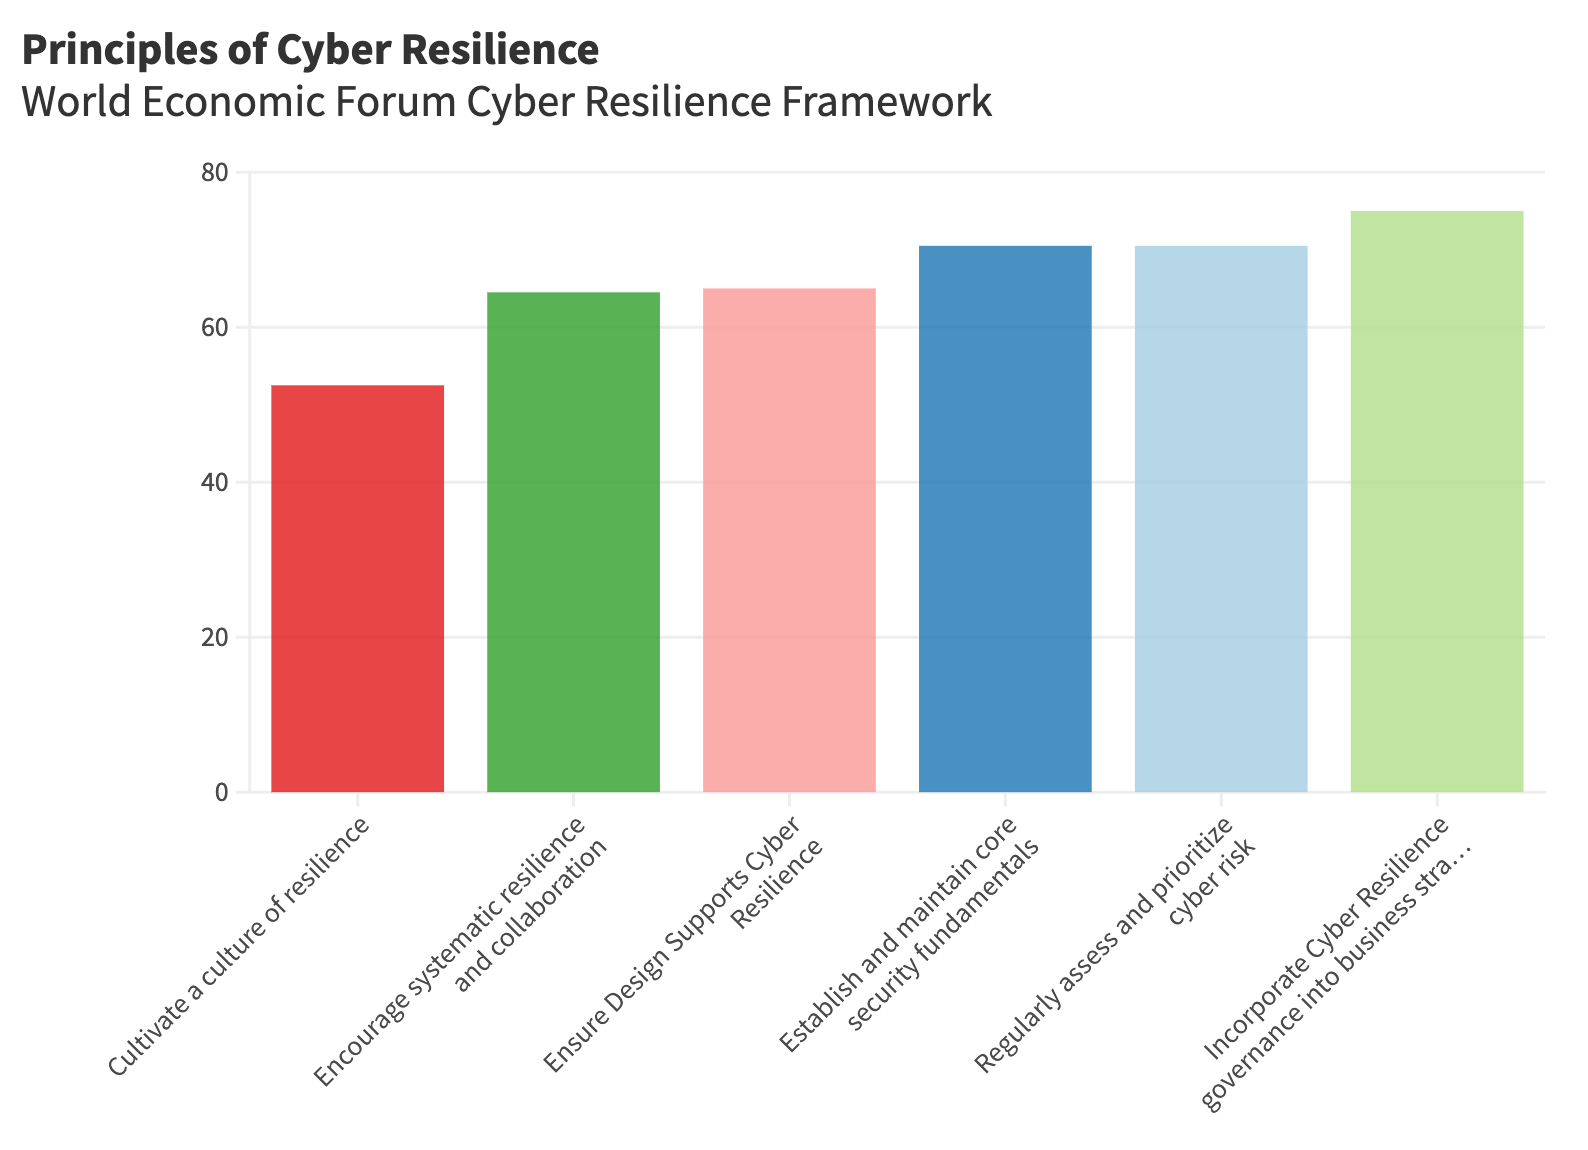 Principles of Cyber Resilience
World Economic Forum Cyber Resilience Framework
80
60
40
20
0
Cultivate a culture of resilience
Encourage systematic resilience
and collaboration
Ensure Design Supports Cyber
Resilience
Establish and maintain core
security fundamentals
Regularly assess and prioritize
cyber risk
Incorporate Cyber Resilience
governance into business stra…